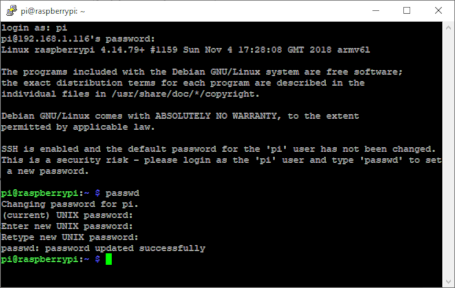 pi@raspberrypi: ~
login as: pi
pi@192.168.1.116's password:
Linux raspberrypi 4.14.79+ #1159 Sun Nov 4 17:28:08 GMT 2018 armv6l
The programs included with the Debian GNU/Linux system are free software;
the exact distribution terms for each program are described in the
individual files in /usr/share/doc/*/copyright.
Debian GNU/Linux comes with ABSOLUTELY NO WARRANTY, to the extent
permitted by applicable law.
SSH is enabled and the default password for the 'pi' user has not been changed.
This is a security risk - please login as the 'pi' user and type 'passwd' to set
 a new password.
pi@raspberrypi:~ $ passwd
Changing password for pi.
(current) UNIX password:
Enter new UNIX password:
Retype new UNIX password:
passwd: password updated successfully
pi@raspberrypi:~ $